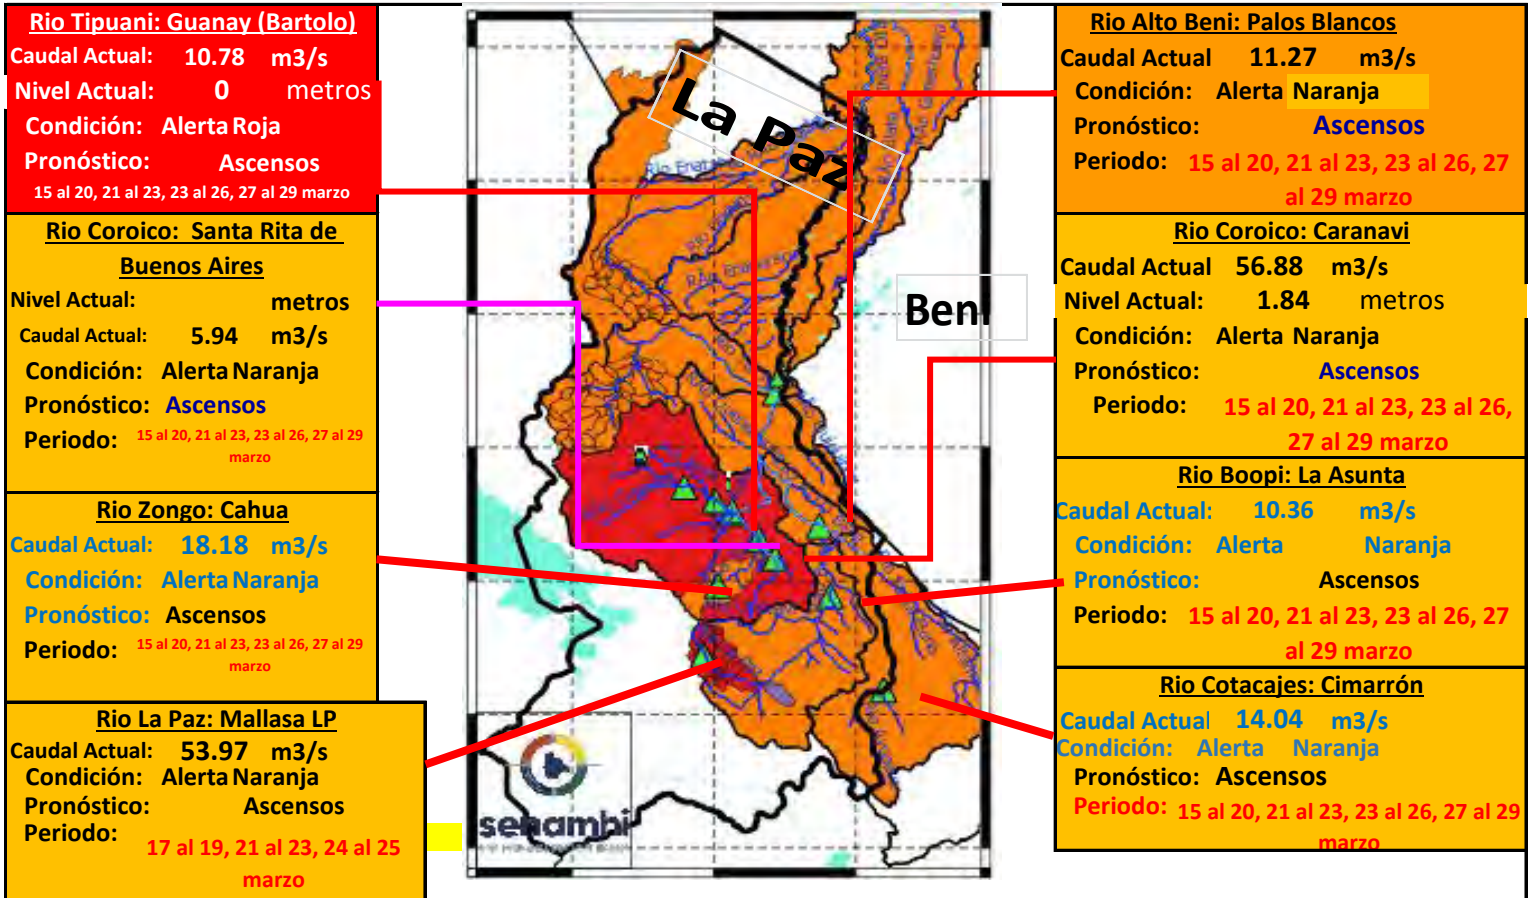 Rio Tipuani: Guanay (Bartolo)
Caudal Actual: 10.78 m3/s
Nivel Actual: 0 metros
Condición: Alerta Roja
Pronóstico: Ascensos
15 al 20, 21 al 23, 23 al 26, 27 al 29 marzo
Rio Coroico: Santa Rita de
Buenos Aires
Nivel Actual: metros
Caudal Actual: 5.94 m3/s
Condición: Alerta Naranja
Pronóstico: Ascensos
Periodo: 15 al 20, 21 al 23, 23 al 26, 27 al 29
marzo
Rio Zongo: Cahua
Caudal Actual: 18.18 m3/s
Condición: Alerta Naranja
Pronóstico: Ascensos
Periodo: 15 al 20, 21 al 23, 23 al 26, 27 al 29
marzo
Rio La Paz: Mallasa LP
Caudal Actual: 53.97 m3/s
Condición: Alerta Naranja
Pronóstico: Ascensos
Periodo:
17 al 19, 21 al 23, 24 al 25
marzo
La Paz
Beni
senamhi
Rio Alto Beni: Palos Blancos
Caudal Actual 11.27 m3/s
Condición: Alerta Naranja
Pronóstico: Ascensos
Periodo: 15 al 20, 21 al 23, 23 al 26, 27
al 29 marzo
Rio Coroico: Caranavi
Caudal Actual 56.88 m3/s
Nivel Actual: 1.84 metros
Condición: Alerta Naranja
Pronóstico: Ascensos
Periodo: 15 al 20, 21 al 23, 23 al 26,
27 al 29 marzo
Rio Boopi: La Asunta
Caudal Actual: 10.36 m3/s
Condición: Alerta Naranja
Pronóstico: Ascensos
Periodo: 15 al 20, 21 al 23, 23 al 26, 27
al 29 marzo
Rio Cotacajes: Cimarrón
Caudal Actual 14.04 m3/s
Condición: Alerta Naranja
Pronóstico: Ascensos
Periodo: 15 al 20, 21 al 23, 23 al 26, 27 al 29
marzo